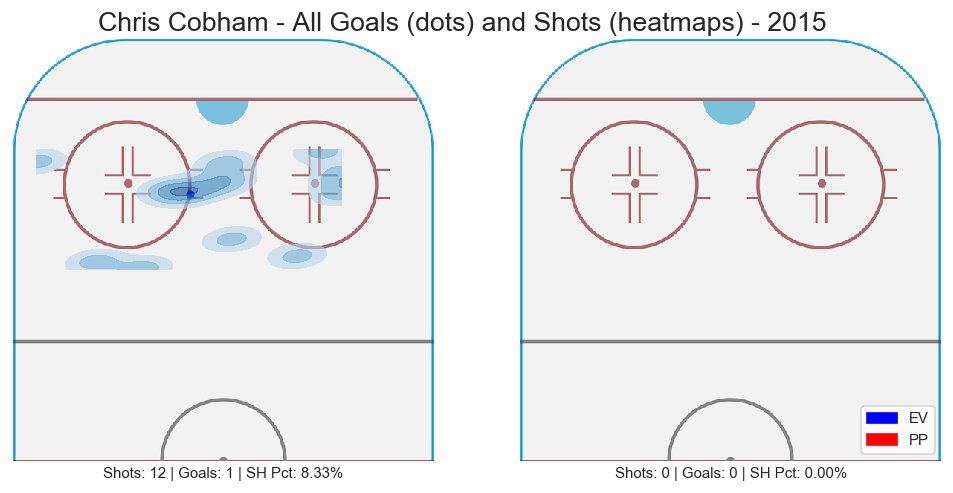 Chris Cobham - All Goals (dots) and Shots (heatmaps) - 2015
EV
PP
Shots: 12 | Goals: 1 | SH Pct: 8.33%
Shots: 0 | Goals: 0 | SH Pct: 0.00%